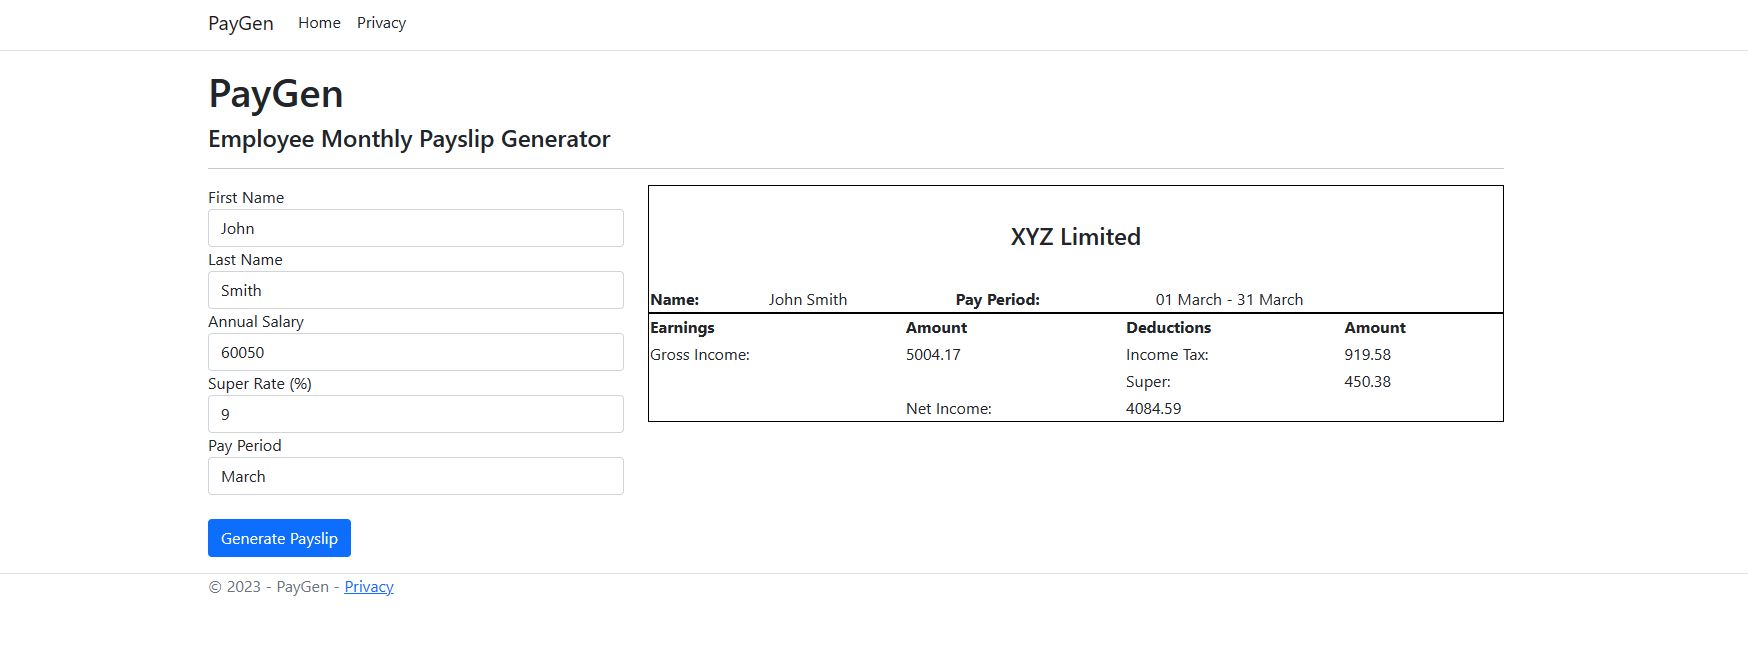 PayGen Home Privacy
PayGen
Employee Monthly Payslip Generator
First Name
John
Last Name
Smith
Annual Salary
60050
Super Rate (%)
9
Pay Period
March
Generate Payslip
XYZ Limited
Name: John Smith Pay Period: 01 March - 31 March
Earnings Amount Deductions Amount
Gross Income: 5004.17 Income Tax: 919.58
Super: 450.38
Net Income: 4084.59
© 2023 - PayGen - Privacy